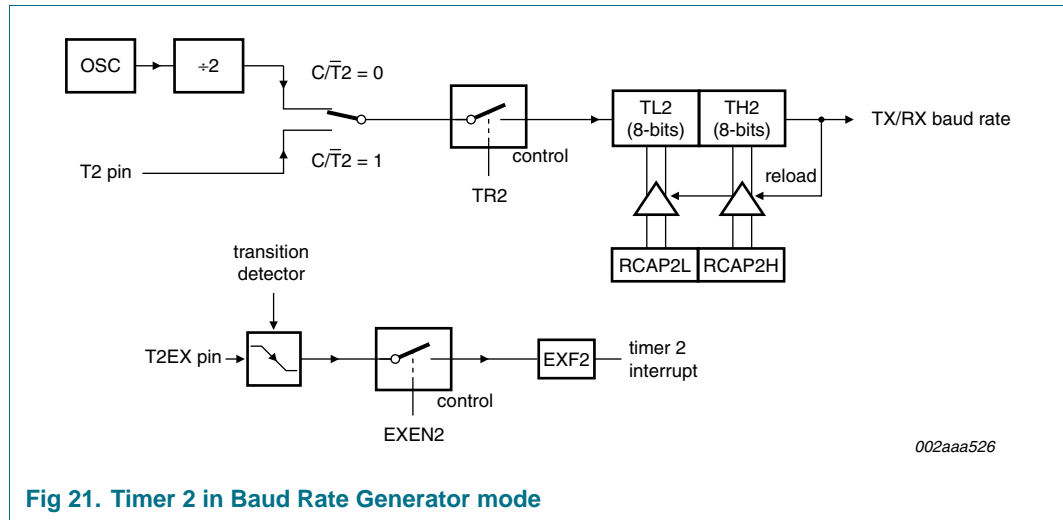 OSC
÷2
C/T̅2 = 0
C/T̅2 = 1
T2 pin
control
TR2
TL2
(8-bits)
TH2
(8-bits)
TX/RX baud rate
reload
RCAP2L
RCAP2H
transition
detector
T2EX pin
control
EXEN2
EXF2
timer 2
interrupt
002aaa526
Fig 21. Timer 2 in Baud Rate Generator mode